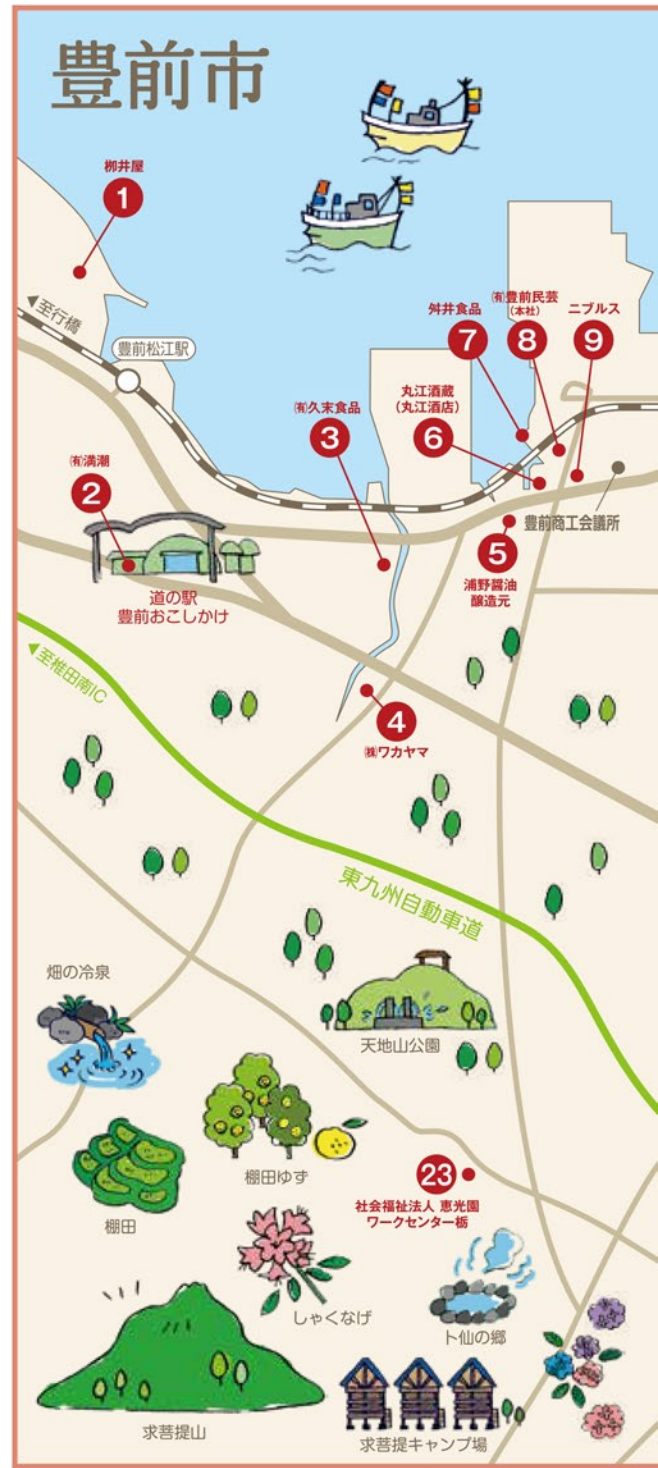 豊前市
栁井屋
1
◀至行橋
豊前松江駅
㈲満潮
2
道の駅
豊前おこしかけ
㈲久末食品
3
丸江酒蔵
(丸江酒店)
6
舛井食品
7
㈲豊前民芸
(本社)
8
ニブルス
9
豊前商工会議所
5
浦野醤油
醸造元
◀至椎田南IC
4
㈱ワカヤマ
東九州自動車道
畑の冷泉
天地山公園
棚田ゆず
棚田
23
社会福祉法人 恵光園
ワークセンター栃
しゃくなげ
卜仙の郷
求菩提山
求菩提キャンプ場